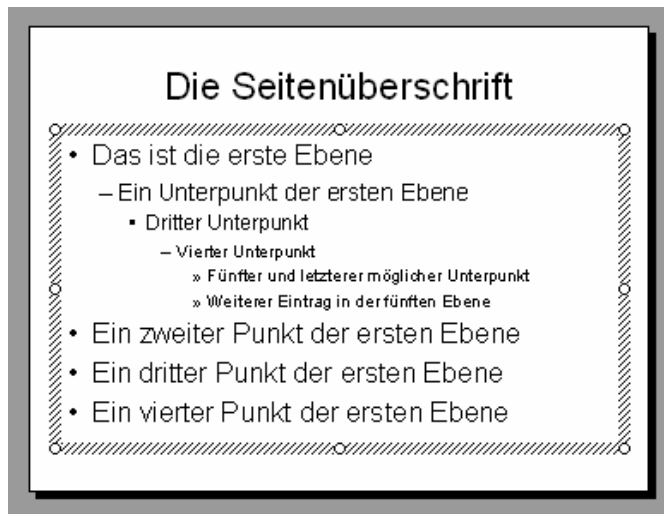 Die Seitenüberschrift
• Das ist die erste Ebene
– Ein Unterpunkt der ersten Ebene
▪ Dritter Unterpunkt
– Vierter Unterpunkt
» Fünfter und letzterer möglicher Unterpunkt
» Weiterer Eintrag in der fünften Ebene
• Ein zweiter Punkt der ersten Ebene
• Ein dritter Punkt der ersten Ebene
• Ein vierter Punkt der ersten Ebene